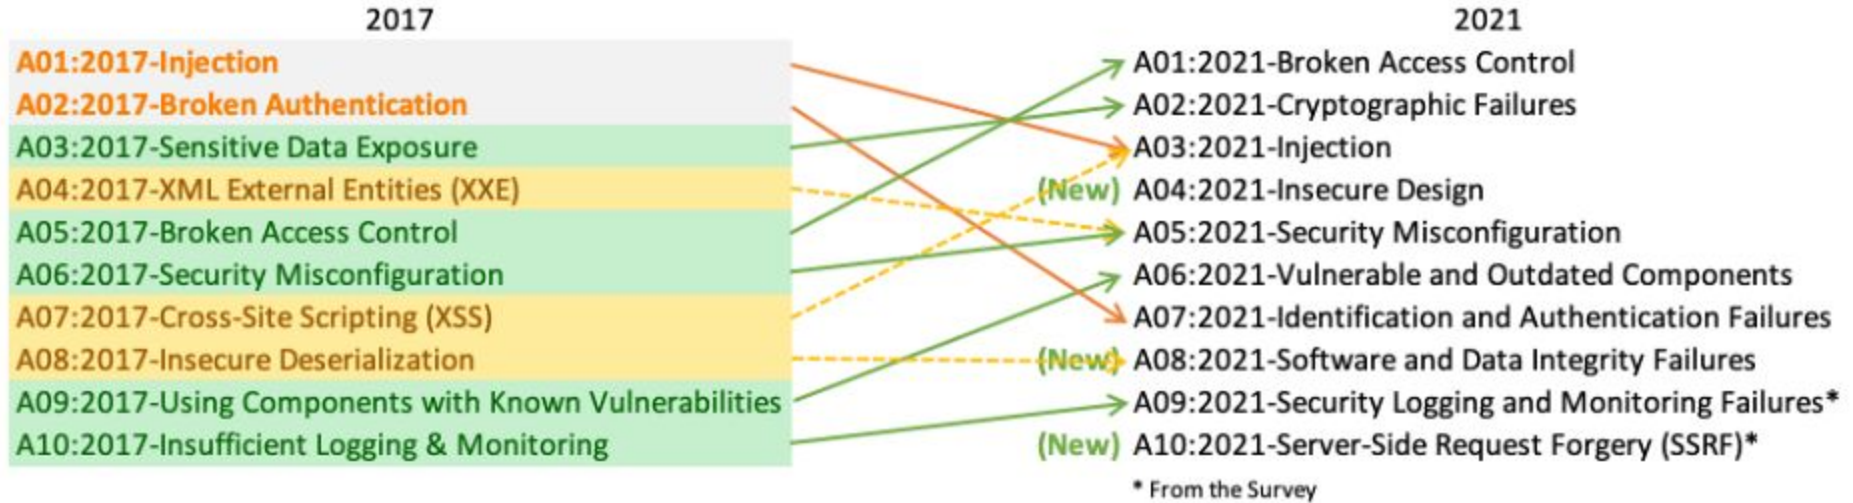 2017
A01:2017-Injection
A02:2017-Broken Authentication
A03:2017-Sensitive Data Exposure
A04:2017-XML External Entities (XXE)
A05:2017-Broken Access Control
A06:2017-Security Misconfiguration
A07:2017-Cross-Site Scripting (XSS)
A08:2017-Insecure Deserialization
A09:2017-Using Components with Known Vulnerabilities
A10:2017-Insufficient Logging & Monitoring
2021
A01:2021-Broken Access Control
A02:2021-Cryptographic Failures
A03:2021-Injection
(New) A04:2021-Insecure Design
A05:2021-Security Misconfiguration
A06:2021-Vulnerable and Outdated Components
A07:2021-Identification and Authentication Failures
(New) A08:2021-Software and Data Integrity Failures
A09:2021-Security Logging and Monitoring Failures*
(New) A10:2021-Server-Side Request Forgery (SSRF)*
* From the Survey